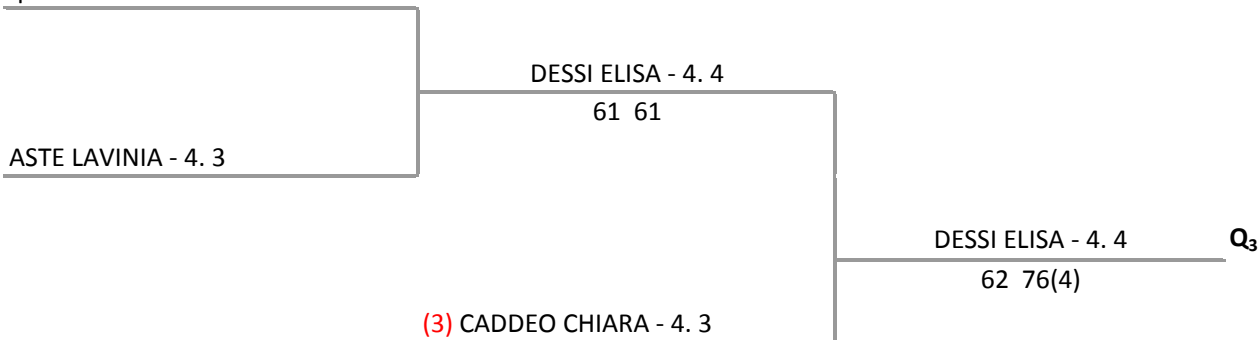 DESSI ELISA - 4. 4
61 61
ASTE LAVINIA - 4. 3
DESSI ELISA - 4. 4
Q₃
62 76(4)
(3) CADDEO CHIARA - 4. 3